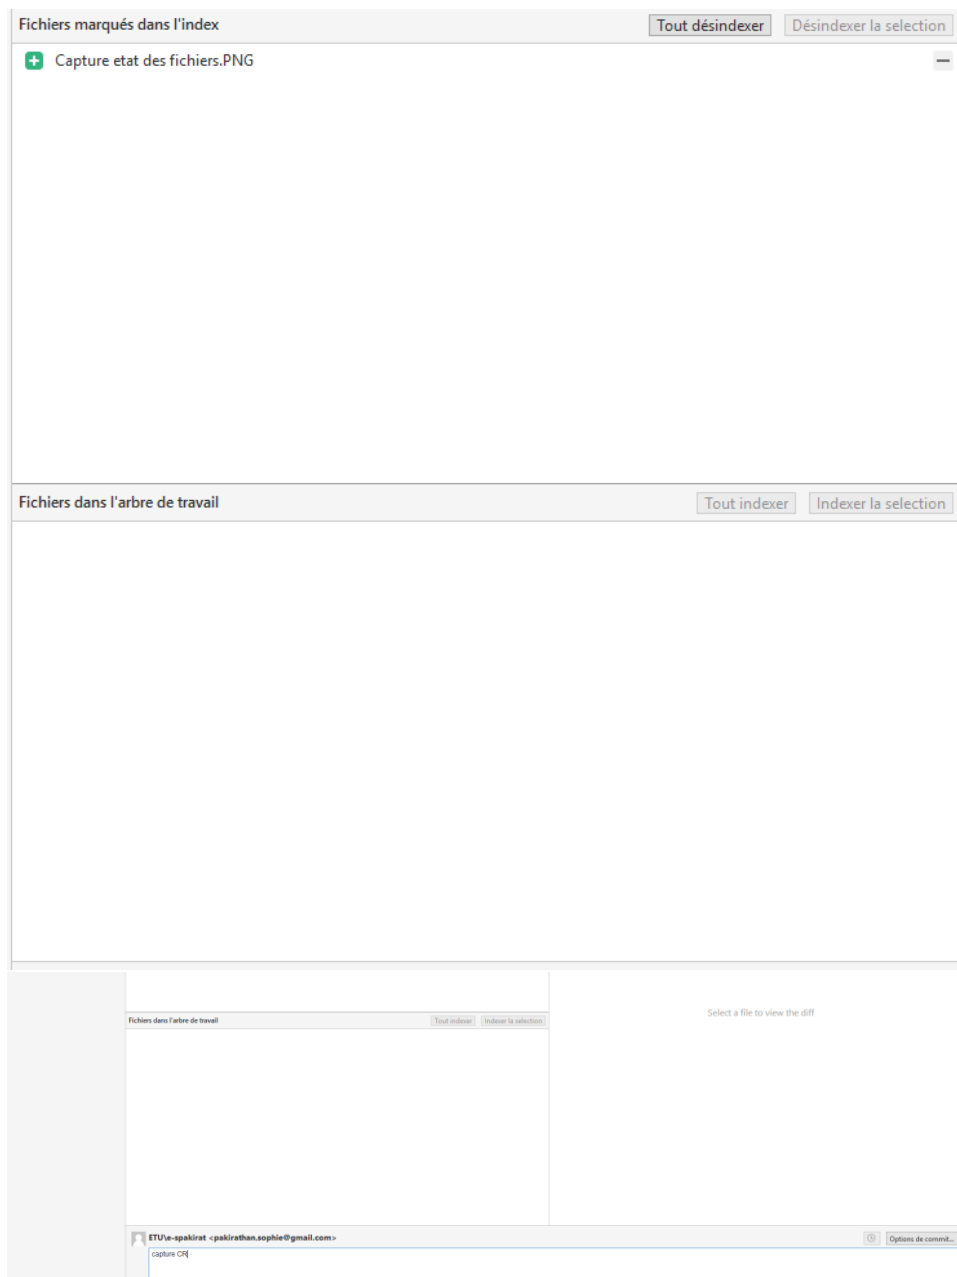 Fichiers marqués dans l'index Tout désindexer Désindexer la selection
Capture etat des fichiers.PNG
Fichiers dans l'arbre de travail Tout indexer Indexer la selection
Select a file to view the diff
Fichiers dans l'arbre de travail Tout indexer Indexer la selection
ETU\e-spakirat <pakirathan.sophie@gmail.com> Options de commit...
capture CR